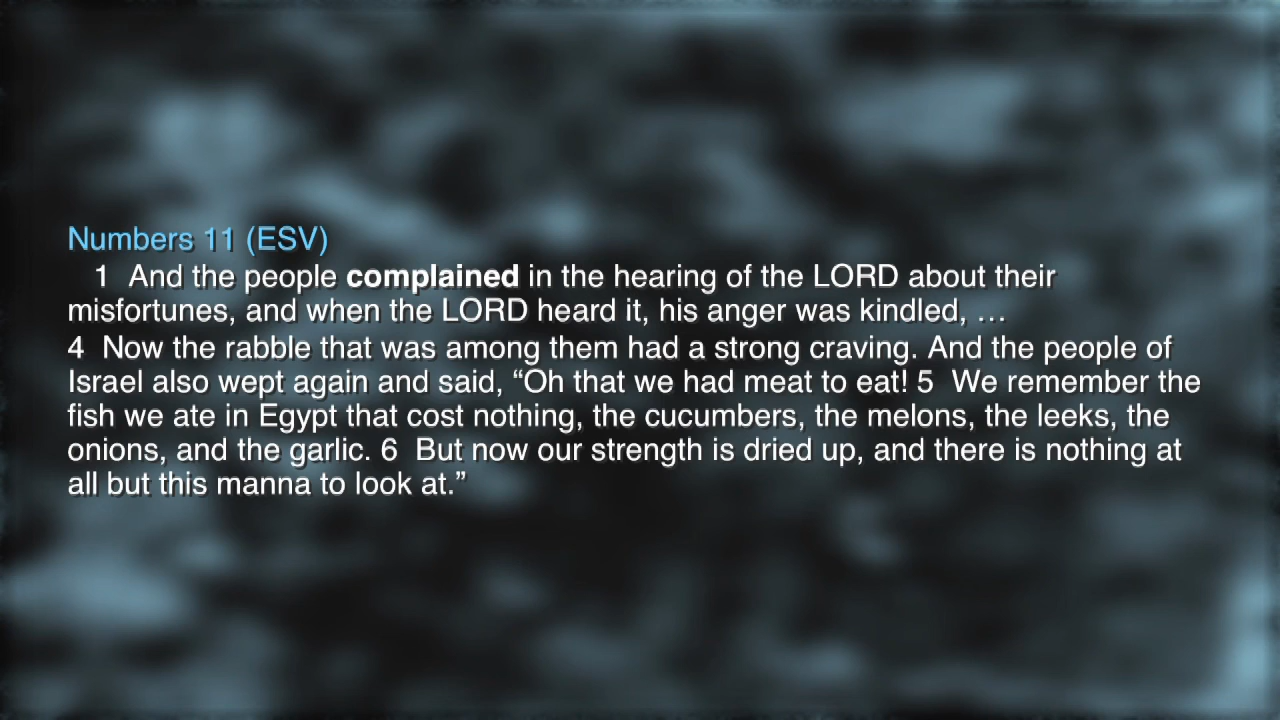 Numbers 11 (ESV)
1 And the people complained in the hearing of the LORD about their
misfortunes, and when the LORD heard it, his anger was kindled, …
4 Now the rabble that was among them had a strong craving. And the people of
Israel also wept again and said, “Oh that we had meat to eat! 5 We remember the
fish we ate in Egypt that cost nothing, the cucumbers, the melons, the leeks, the
onions, and the garlic. 6 But now our strength is dried up, and there is nothing at
all but this manna to look at.”